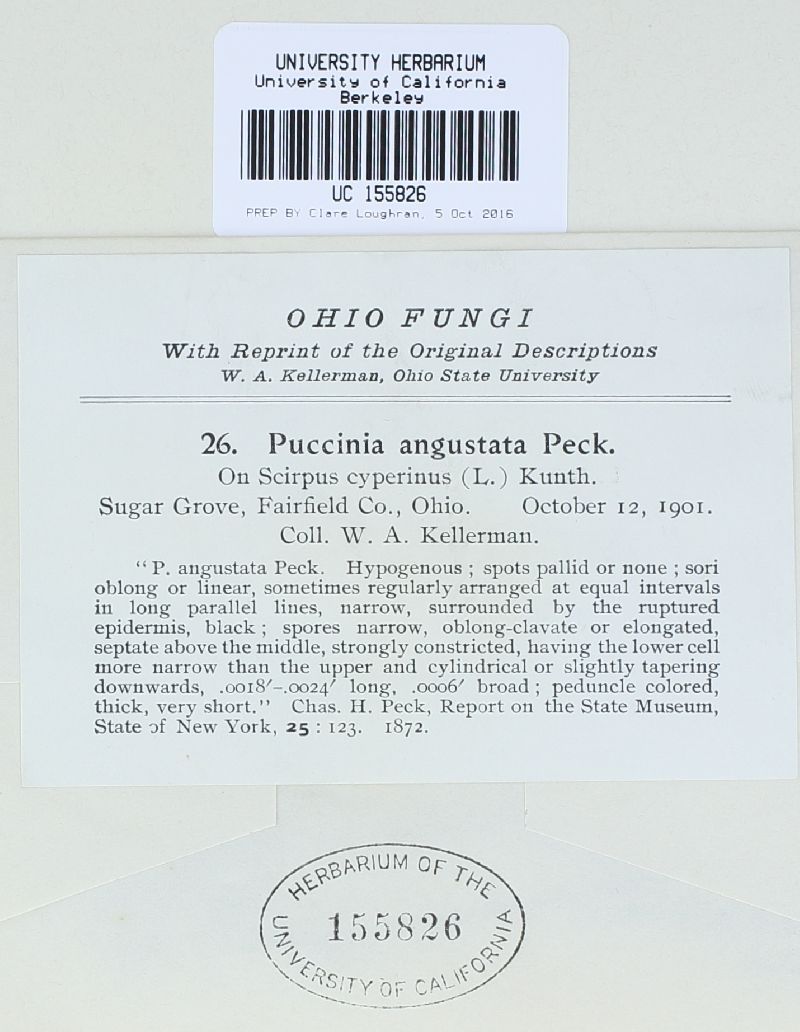 UNIVERSITY HERBARIUM
University of California
Berkeley
UC 155826
PREP BY Clare Loughran, 5 Oct 2016
OHIO FUNGI
With Reprint of the Original Descriptions
W. A. Kellerman, Ohio State University
26. Puccinia angustata Peck.
On Scirpus cyperinus (L.) Kunth.
Sugar Grove, Fairfield Co., Ohio. October 12, 1901.
Coll. W. A. Kellerman.
"P. angustata Peck. Hypogenous ; spots pallid or none ; sori
oblong or linear, sometimes regularly arranged at equal intervals
in long parallel lines, narrow, surrounded by the ruptured
epidermis, black ; spores narrow, oblong-clavate or elongated,
septate above the middle, strongly constricted, having the lower cell
more narrow than the upper and cylindrical or slightly tapering
downwards, .0018′-.0024′ long, .0006′ broad ; peduncle colored,
thick, very short." Chas. H. Peck, Report on the State Museum,
State of New York, 25 : 123. 1872.
HERBARIUM OF THE
155826
UNIVERSITY OF CALIFORNIA